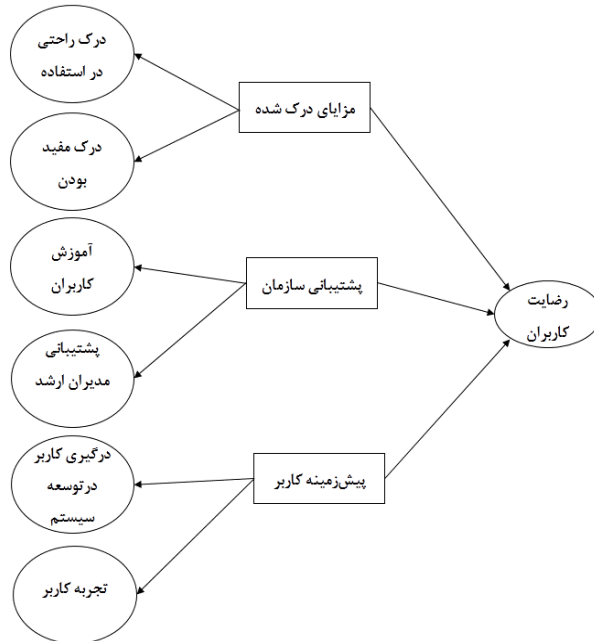 درک راحتی
در استفاده
مزایای درک شده
درک مفید
بودن
آموزش
کاربران
پشتیبانی سازمان
رضایت
کاربران
پشتیبانی
مدیران ارشد
درگیری کاربر
درتوسعه
سیستم
پیش‌زمینه کاربر
تجربه کاربر